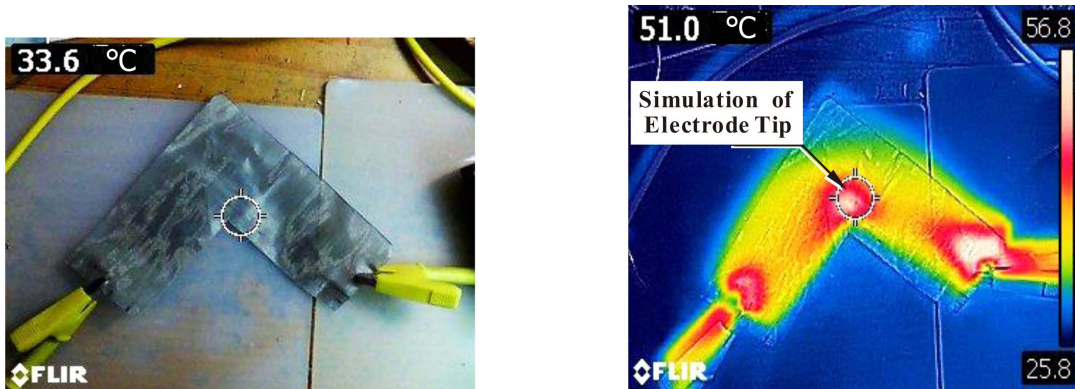 33.6 °C
FLIR
51.0 °C
56.8
Simulation of
Electrode Tip
25.8
FLIR